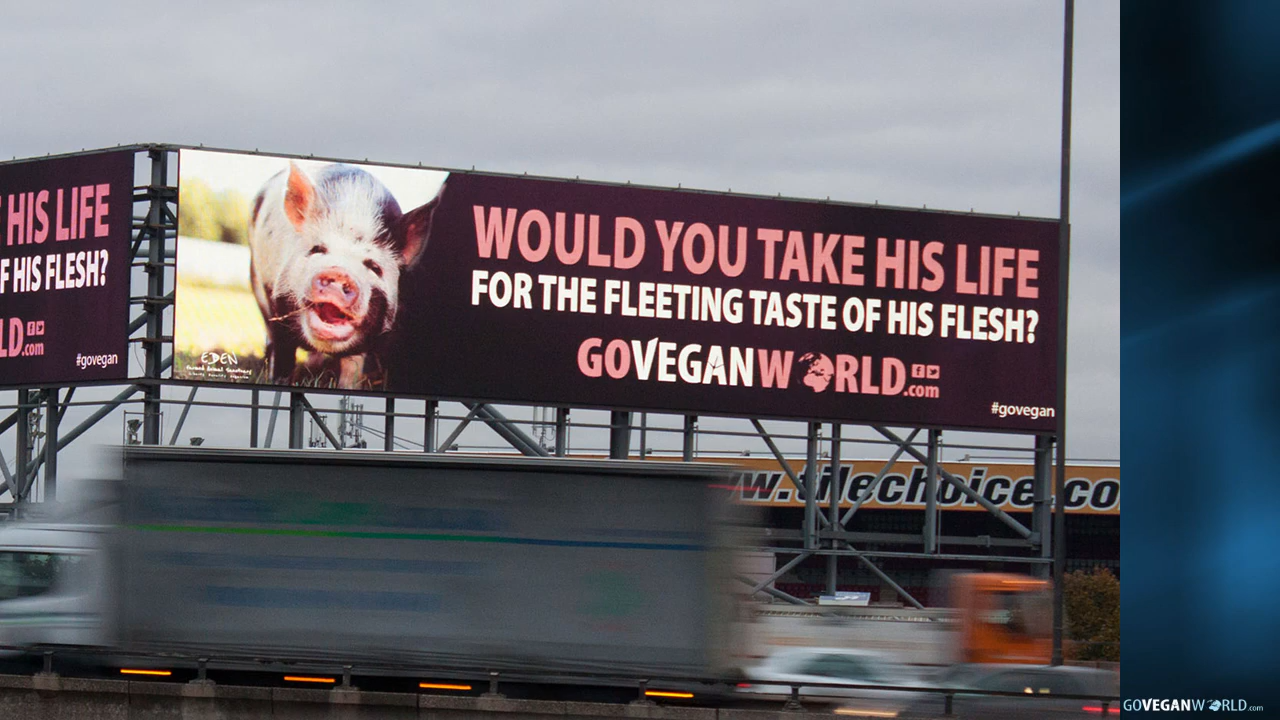 HIS LIFE
F HIS FLESH?
LD.com
#govegan
WOULD YOU TAKE HIS LIFE
FOR THE FLEETING TASTE OF HIS FLESH?
GOVEGANWORLD.com
#govegan
EDEN
w.tilechoice.co
GOVEGANWORLD.com